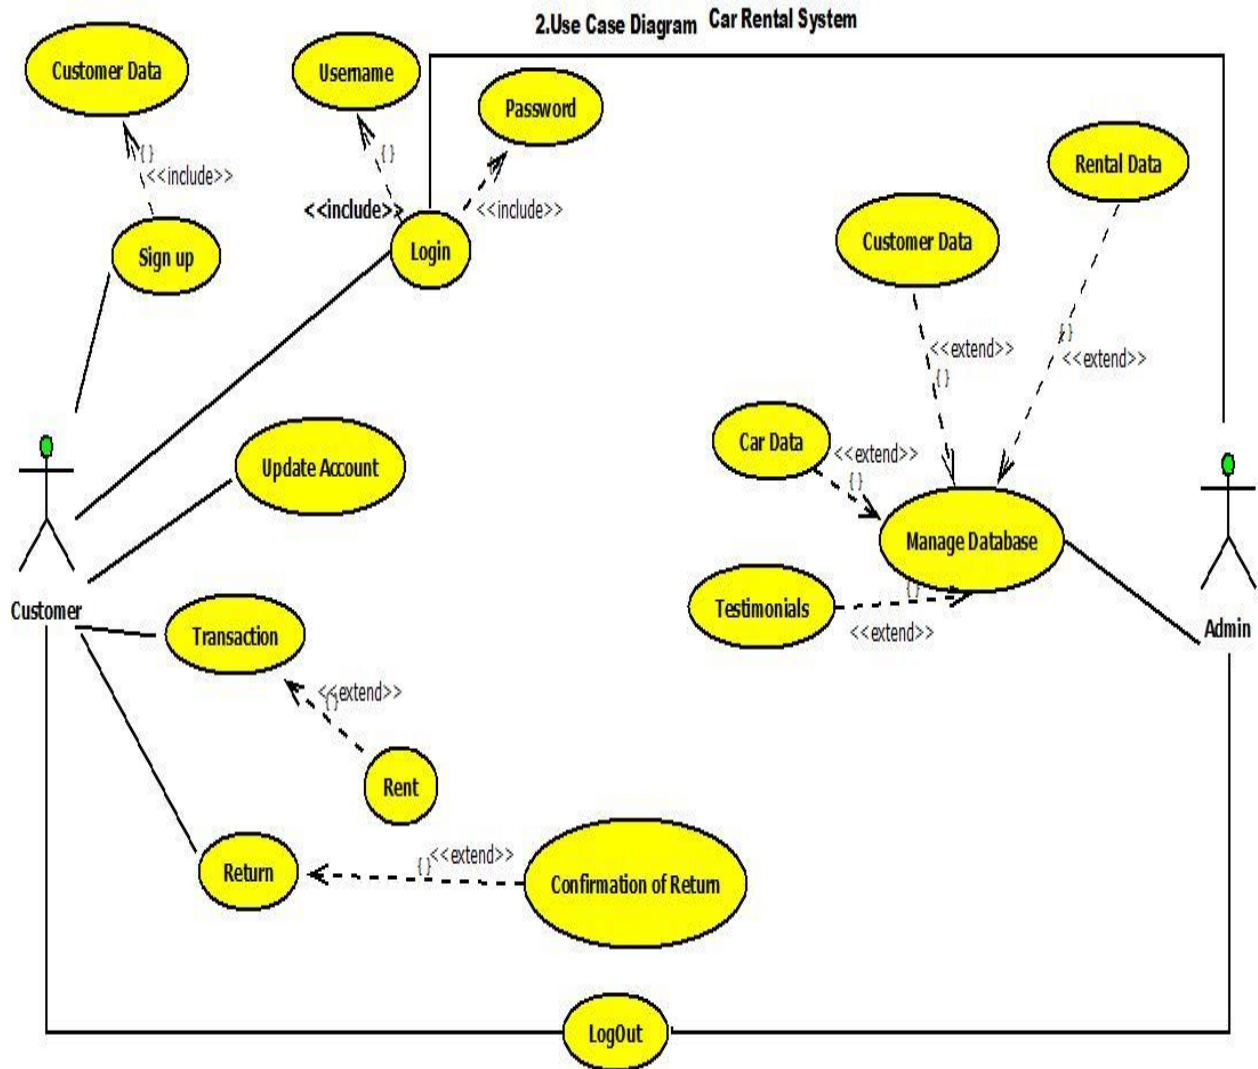 2.Use Case Diagram Car Rental System
Customer Data
Username
Password
{ }
<<include>>
{ }
<<include>>
<<include>>
Sign up
Login
Rental Data
Customer Data
<<extend>>
{ }
{ }
<<extend>>
Car Data
<<extend>>
{ }
Update Account
Manage Database
Testimonials
{ }
<<extend>>
Customer
Admin
Transaction
<<extend>>
{ }
Rent
Return
{ }
<<extend>>
Confirmation of Return
LogOut